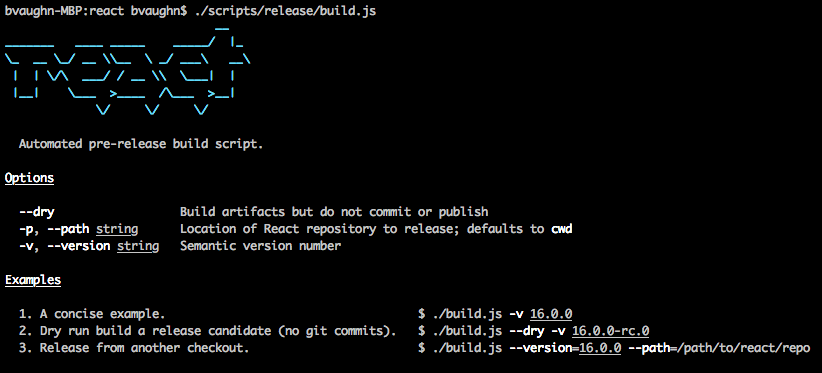 bvaughn-MBP:react bvaughn$ ./scripts/release/build.js
react
Automated pre-release build script.
Options
--dry Build artifacts but do not commit or publish
-p, --path string Location of React repository to release; defaults to cwd
-v, --version string Semantic version number
Examples
1. A concise example. $ ./build.js -v 16.0.0
2. Dry run build a release candidate (no git commits). $ ./build.js --dry -v 16.0.0-rc.0
3. Release from another checkout. $ ./build.js --version=16.0.0 --path=/path/to/react/repo